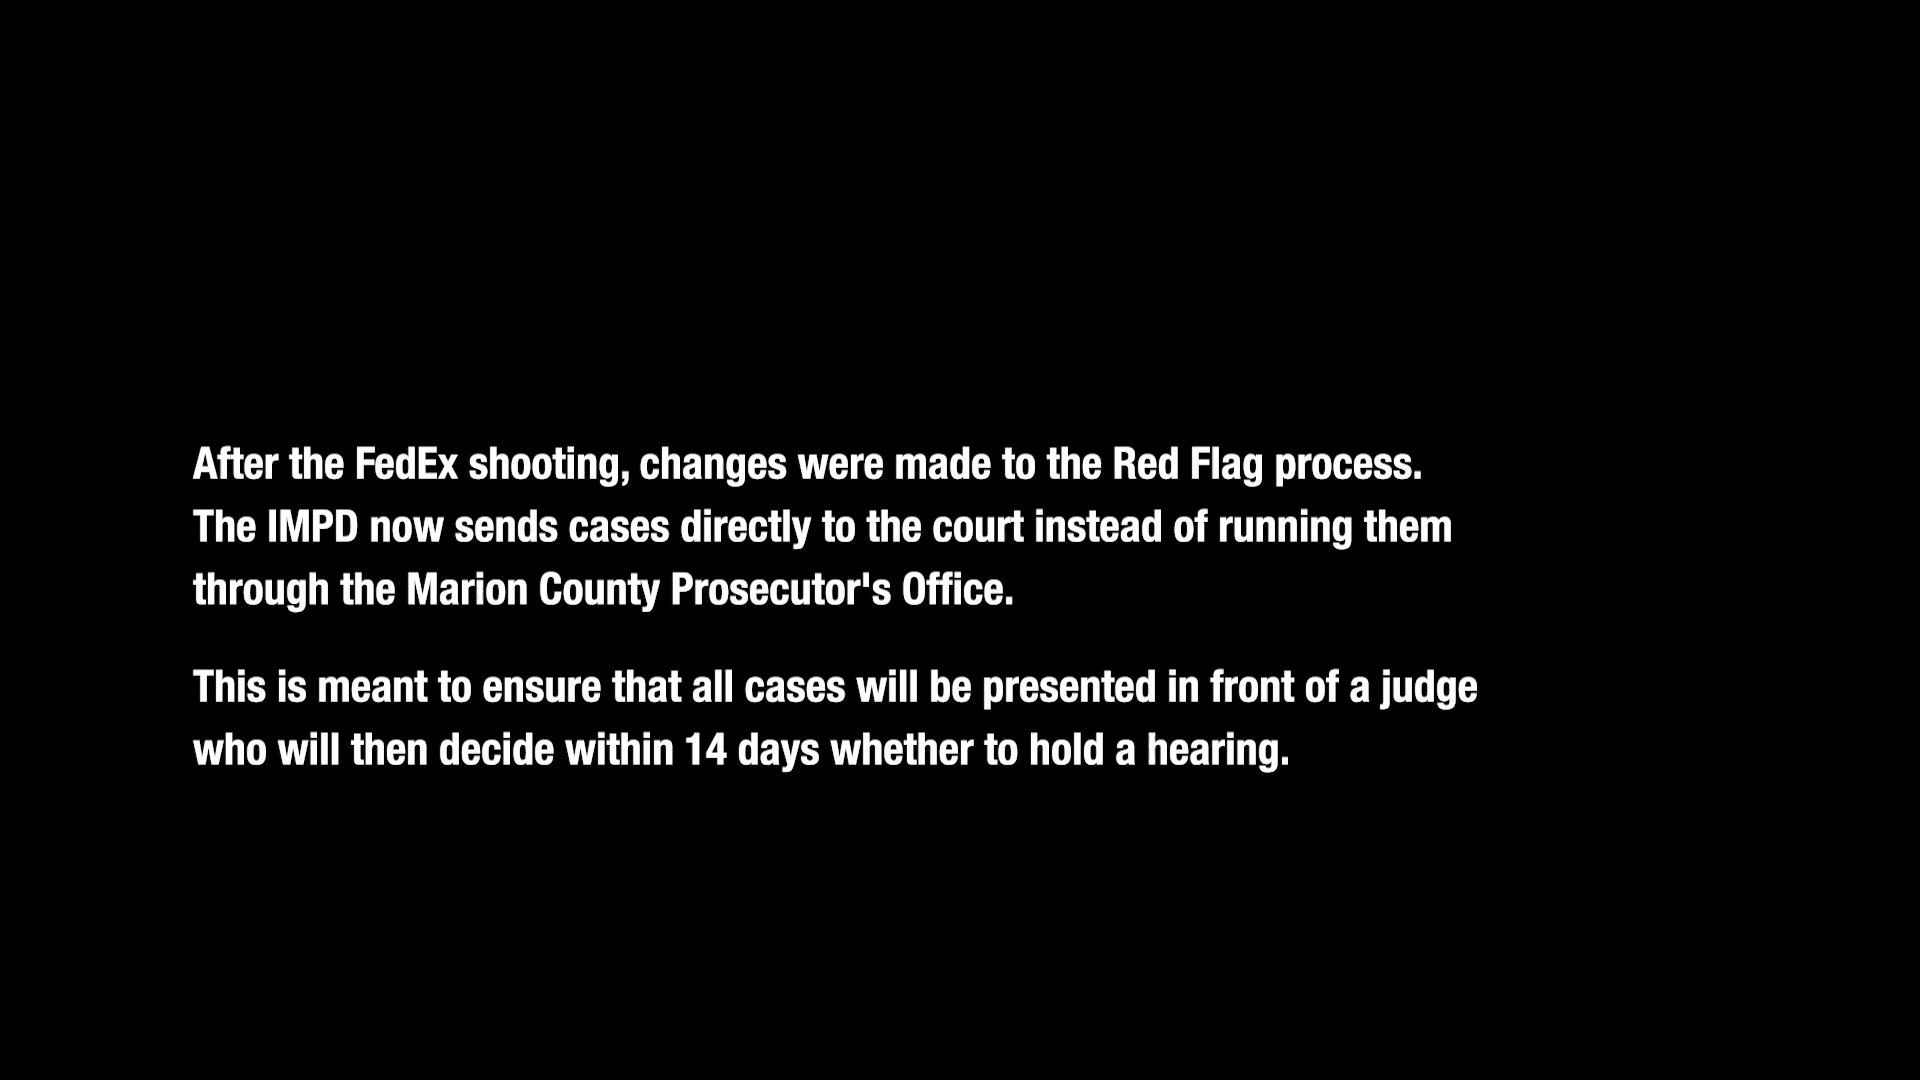 After the FedEx shooting, changes were made to the Red Flag process.
The IMPD now sends cases directly to the court instead of running them
through the Marion County Prosecutor's Office.
This is meant to ensure that all cases will be presented in front of a judge
who will then decide within 14 days whether to hold a hearing.